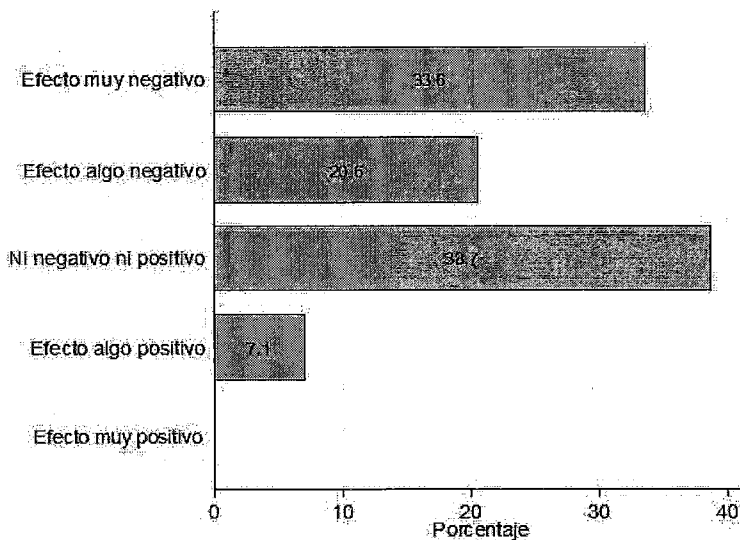 Efecto muy negativo
33.6
Efecto algo negativo
20.6
Ni negativo ni positivo
38.7
Efecto algo positivo
7.1
Efecto muy positivo
0 10 20 30 40
Porcentaje